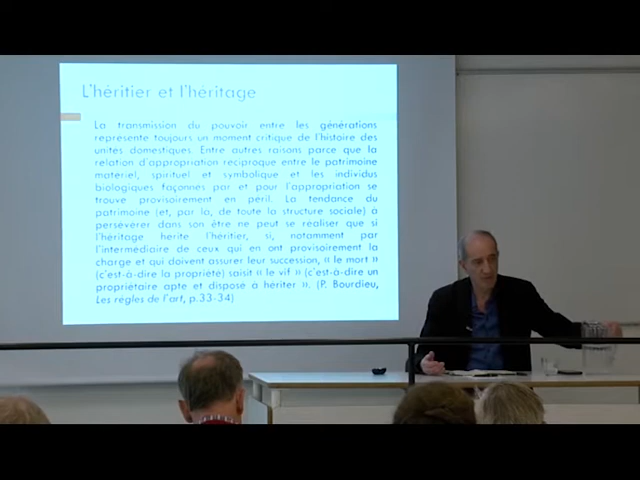 L'héritier et l'héritage
La transmission du pouvoir entre les générations
représente toujours un moment critique de l'histoire des
unités domestiques. Entre autres raisons parce que la
relation d'appropriation réciproque entre le patrimoine
matériel, spirituel et symbolique et les individus
biologiques façonnés par et pour l'appropriation se
trouve provisoirement en péril. La tendance du
patrimoine (et, par là, de toute la structure sociale) à
persévérer dans son être ne peut se réaliser que si
l'héritage hérite l'héritier, si, notamment par
l'intermédiaire de ceux qui en ont provisoirement la
charge et qui doivent assurer leur succession, « le mort »
(c'est-à-dire la propriété) saisit « le vif » (c'est-à-dire un
propriétaire apte et disposé à hériter ». (P. Bourdieu,
Les règles de l'art, p.33-34)